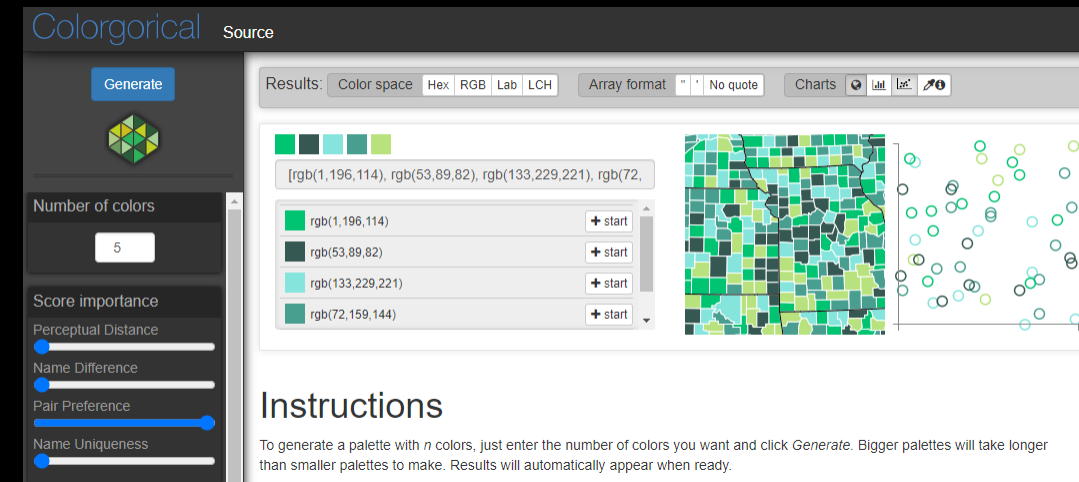 Colorgorical Source
Generate
Results: Color space Hex RGB Lab LCH Array format " ' No quote Charts
Number of colors
5
[rgb(1,196,114), rgb(53,89,82), rgb(133,229,221), rgb(72,
rgb(1,196,114) + start
rgb(53,89,82) + start
rgb(133,229,221) + start
rgb(72,159,144) + start
Score importance
Perceptual Distance
Name Difference
Pair Preference
Name Uniqueness
Instructions
To generate a palette with n colors, just enter the number of colors you want and click Generate. Bigger palettes will take longer
than smaller palettes to make. Results will automatically appear when ready.